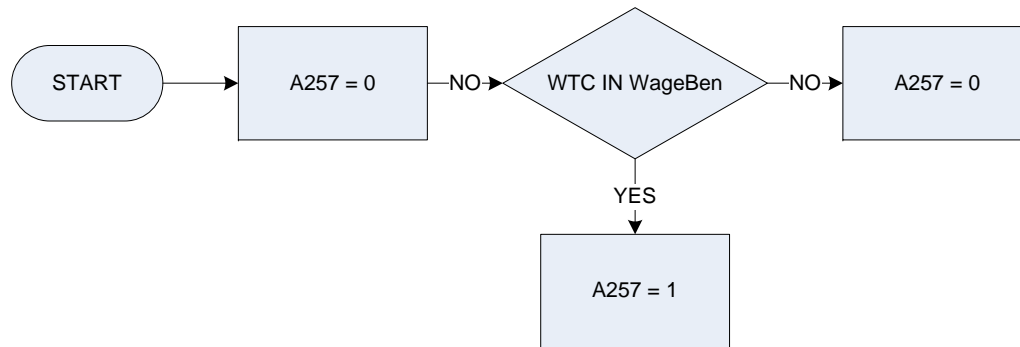 START
A257 = 0
NO
WTC IN WageBen
NO
A257 = 0
YES
A257 = 1